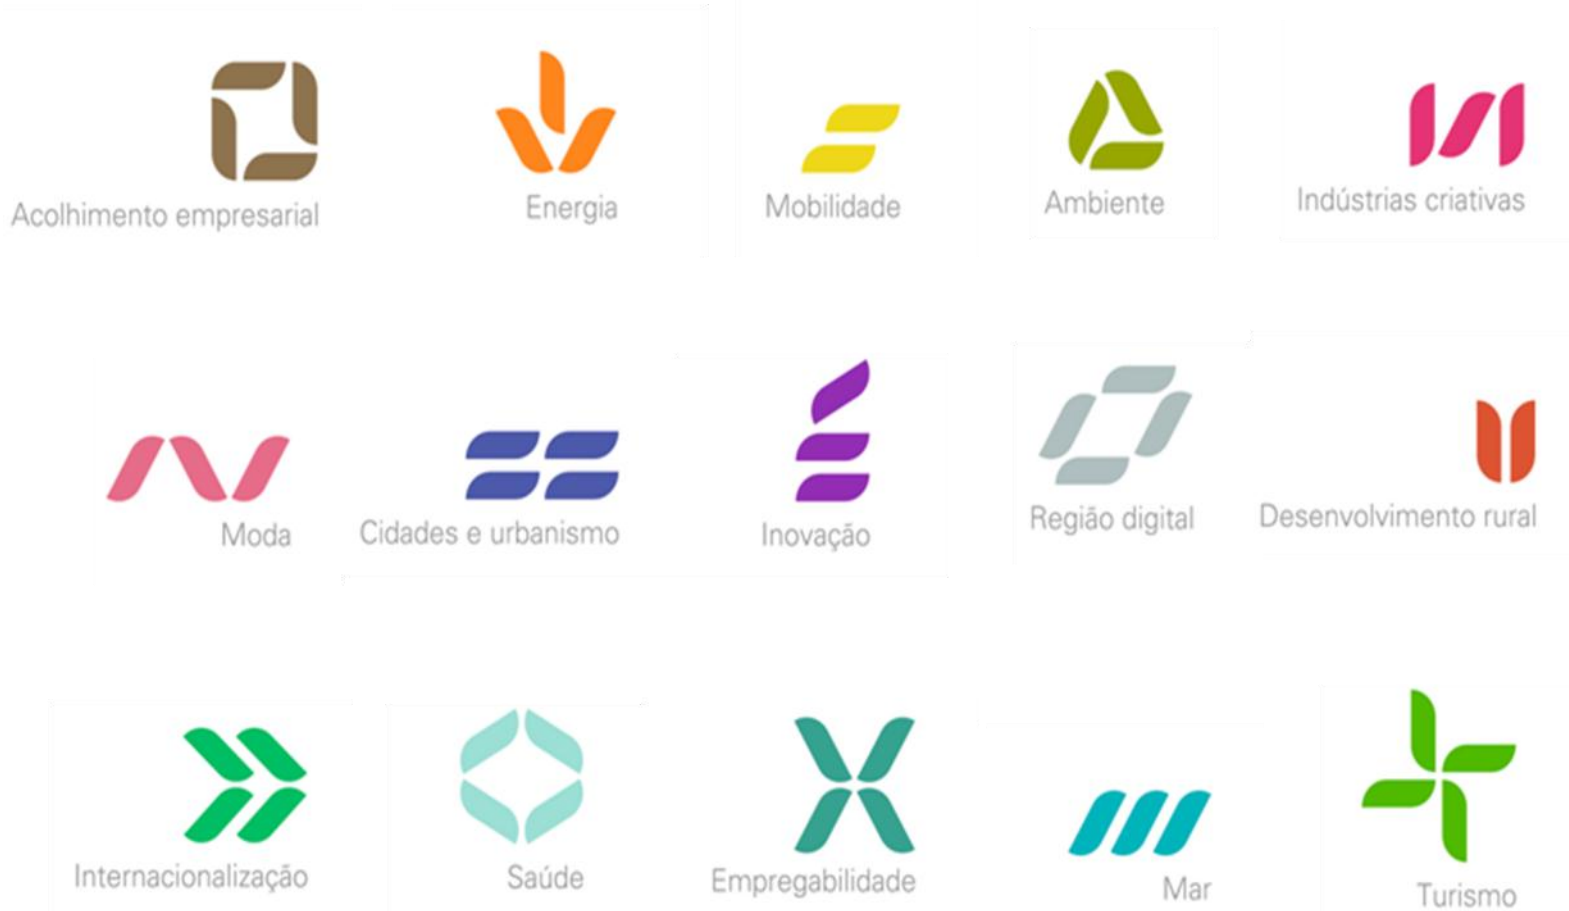 Acolhimento empresarial
Energia
Mobilidade
Ambiente
Indústrias criativas
Moda
Cidades e urbanismo
Inovação
Região digital
Desenvolvimento rural
Internacionalização
Saúde
Empregabilidade
Mar
Turismo